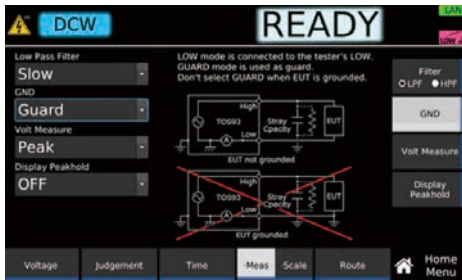 DCW
READY
LAN
LOW
Low Pass Filter
Slow
GND
Guard
Volt Measure
Peak
Display Peakhold
OFF
LOW mode is connected to the tester's LOW.
GUARD mode is used as guard.
Don't select GUARD when EUT is grounded.
High
TOS93
Stray
Cpacity
EUT
Low
A
EUT not grounded
High
TOS93
Stray
Cpacity
EUT
Low
A
EUT grounded
Filter
LPF HPF
GND
Volt Measure
Display
Peakhold
Voltage Judgement Time Meas Scale Route
Home
Menu